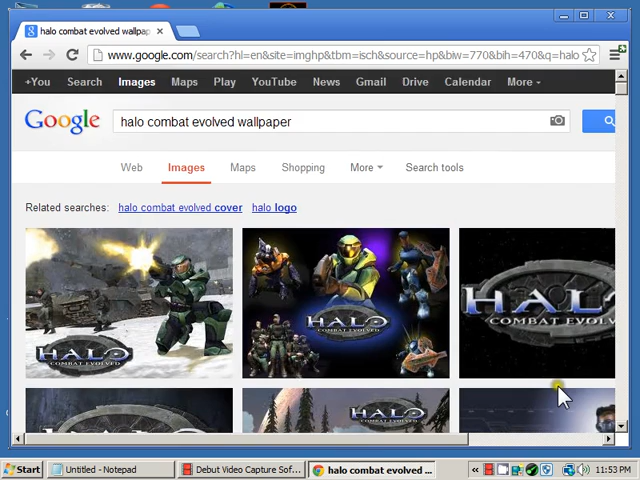 halo combat evolved wallpap
www.google.com/search?hl=en&site=imghp&tbm=isch&source=hp&biw=770&bih=470&q=halo
+You Search Images Maps Play YouTube News Gmail Drive Calendar More
Google halo combat evolved wallpaper
Web Images Maps Shopping More Search tools
Related searches: halo combat evolved cover halo logo
HALO
COMBAT EVOLVED
HALO
COMBAT EVOLVED
HALO
COMBAT EVOLV
HALO
COMBAT EVOLVED
Start Untitled - Notepad Debut Video Capture Sof... halo combat evolved ... « 11:53 PM